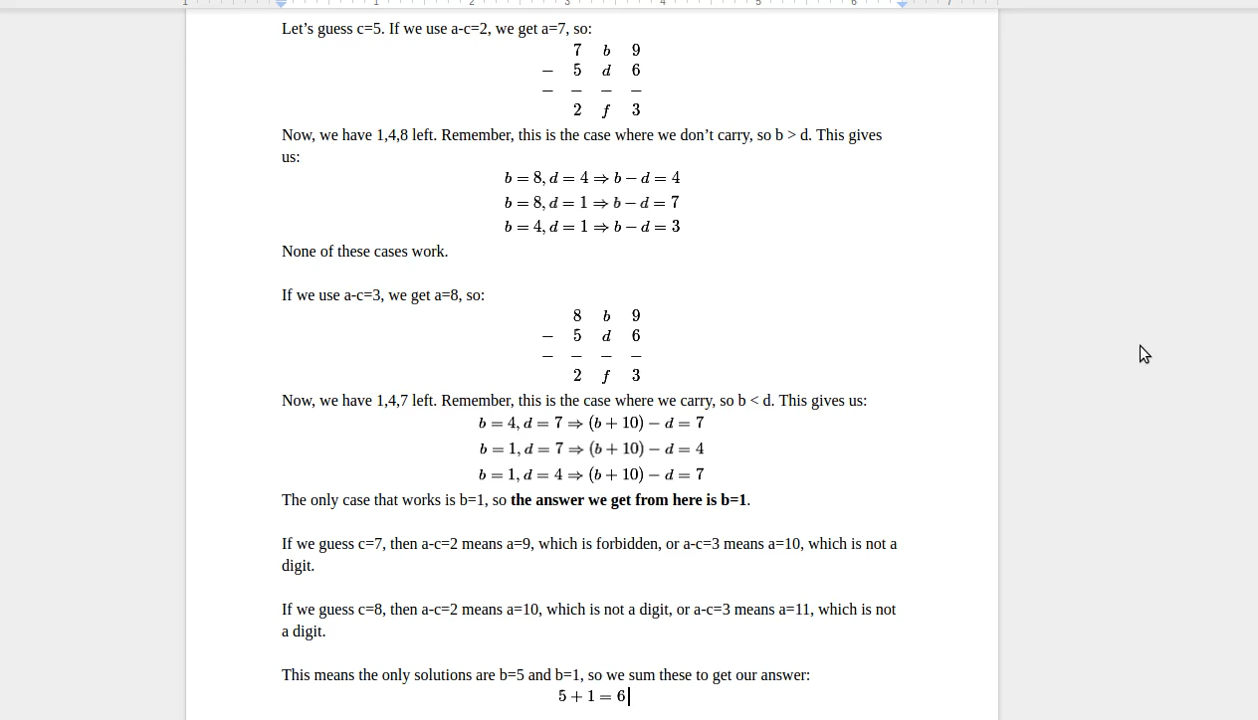 1 1 2 3 4 5 6 7
Let’s guess c=5. If we use a-c=2, we get a=7, so:
7 b 9
− 5 d 6
− − − −
2 f 3
Now, we have 1,4,8 left. Remember, this is the case where we don’t carry, so b > d. This gives
us:
b = 8, d = 4 ⇒ b − d = 4
b = 8, d = 1 ⇒ b − d = 7
b = 4, d = 1 ⇒ b − d = 3
None of these cases work.
If we use a-c=3, we get a=8, so:
8 b 9
− 5 d 6
− − − −
2 f 3
Now, we have 1,4,7 left. Remember, this is the case where we carry, so b < d. This gives us:
b = 4, d = 7 ⇒ (b + 10) − d = 7
b = 1, d = 7 ⇒ (b + 10) − d = 4
b = 1, d = 4 ⇒ (b + 10) − d = 7
The only case that works is b=1, so the answer we get from here is b=1.
If we guess c=7, then a-c=2 means a=9, which is forbidden, or a-c=3 means a=10, which is not a
digit.
If we guess c=8, then a-c=2 means a=10, which is not a digit, or a-c=3 means a=11, which is not
a digit.
This means the only solutions are b=5 and b=1, so we sum these to get our answer:
5 + 1 = 6